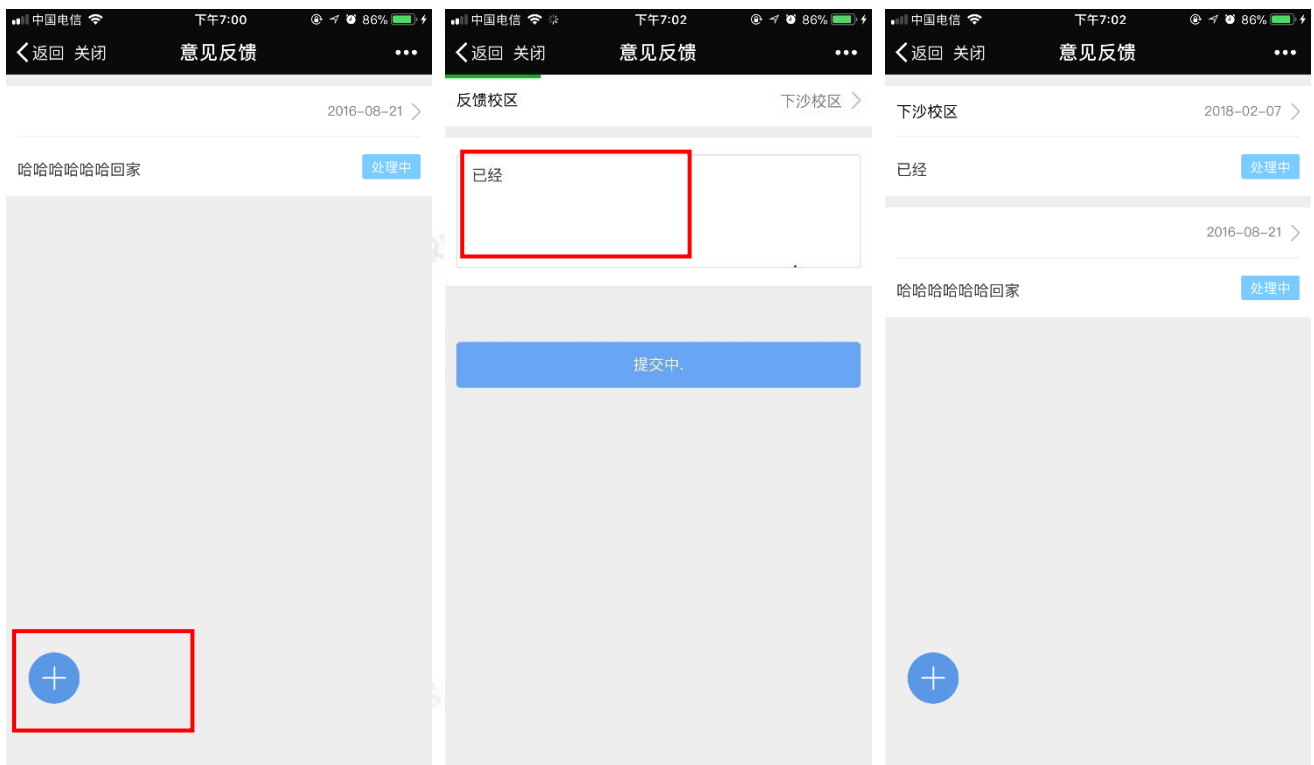 中国电信 下午7:00 86%
返回 关闭 意见反馈
2016-08-21
哈哈哈哈哈哈回家 处理中
中国电信 下午7:02 86%
返回 关闭 意见反馈
反馈校区 下沙校区
已经
提交中.
中国电信 下午7:02 86%
返回 关闭 意见反馈
下沙校区 2018-02-07
已经 处理中
2016-08-21
哈哈哈哈哈哈回家 处理中